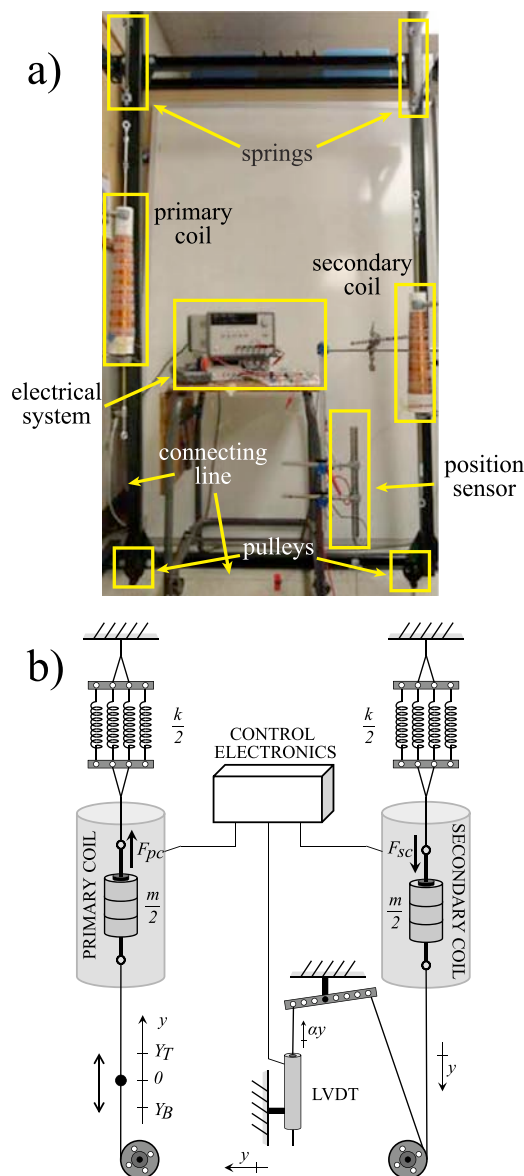 a)
springs
primary
coil
secondary
coil
electrical
system
connecting
line
position
sensor
pulleys
b)
k/2
k/2
CONTROL
ELECTRONICS
PRIMARY COIL
F_pc
m/2
F_sc
m/2
SECONDARY COIL
y
Y_T
0
Y_B
αy
LVDT
y
y